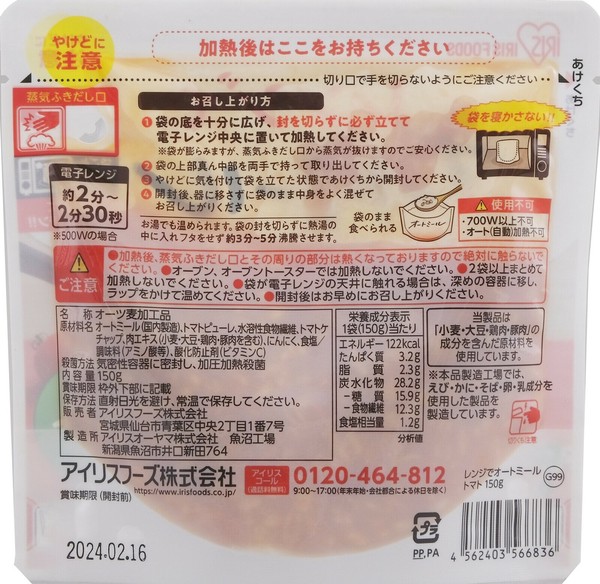 やけどに
注意
加熱後はここをお持ちください
IRIS FOODS
切り口で手を切らないようにご注意ください
あけくち
蒸気ふきだし口
お召し上がり方
1 袋の底を十分に広げ、封を切らずに必ず立てて
電子レンジ中央に置いて加熱してください。
※袋が膨らみますが、蒸気ふきだし口から蒸気が抜けますのでご安心ください。
2 袋の上部真ん中部を両手で持って取り出してください。
3 やけどに気を付けて袋を立てた状態であけくちから開封してください。
4 開封後、器に移さずに袋のまま中身をよく混ぜて
お召し上がりください。
お湯でも温められます。袋の封を切らずに熱湯の
中に入れフタをせず約3分~5分沸騰させます。
袋を寝かさない!!
電子レンジ
約2分~
2分30秒
※500Wの場合
袋のまま
食べられる
オートミール
使用不可
・700W以上不可
・オート(自動)加熱不可
ご注意
●加熱後、蒸気ふきだし口とその周りの部分は熱くなっておりますので絶対に触らないで
ください。●オーブン、オーブントースターでは加熱しないでください。●2袋以上まとめて
加熱しないでください。●袋が電子レンジの天井に触れる場合は、深めの容器に移し、
ラップをかけて温めてください。●開封後はお早めにお召し上がりください。
名称 オーツ麦加工品
原材料名 オートミール(国内製造)、トマトピューレ、水溶性食物繊維、トマトケ
チャップ、肉エキス(小麦・大豆・鶏肉・豚肉を含む)、にんにく、食塩/
調味料(アミノ酸等)、酸化防止剤(ビタミンC)
殺菌方法 気密性容器に密封し、加圧加熱殺菌
内容量 150g
賞味期限 枠外下部に記載
保存方法 直射日光を避け、常温で保存してください。
販売者 アイリスフーズ株式会社
宮城県仙台市青葉区中央2丁目1番7号
製造所 アイリスオーヤマ株式会社 魚沼工場
新潟県魚沼市井口新田764
栄養成分表示
1袋(150g)当たり
エネルギー 122kcal
たんぱく質 3.2g
脂質 2.3g
炭水化物 28.2g
-糖質 15.9g
-食物繊維 12.3g
食塩相当量 1.2g
分析値
当製品は
「小麦・大豆・鶏肉・豚肉」の
成分を含んだ原材料を
使用しています。
※本製品製造工場では、
えび・かに・そば・卵・乳成分を
使用した製品を
製造しています。
切り口注意
アイリスフーズ株式会社
https://www.irisfoods.co.jp/
アイリス
コール
(通話料無料)
0120-464-812
9:00~17:00(年末年始・会社都合による休日を除く)
レンジでオートミール
トマト 150g
G99
賞味期限(開封前)
2024.02.16
プラ
PP,PA
4 562403 566836